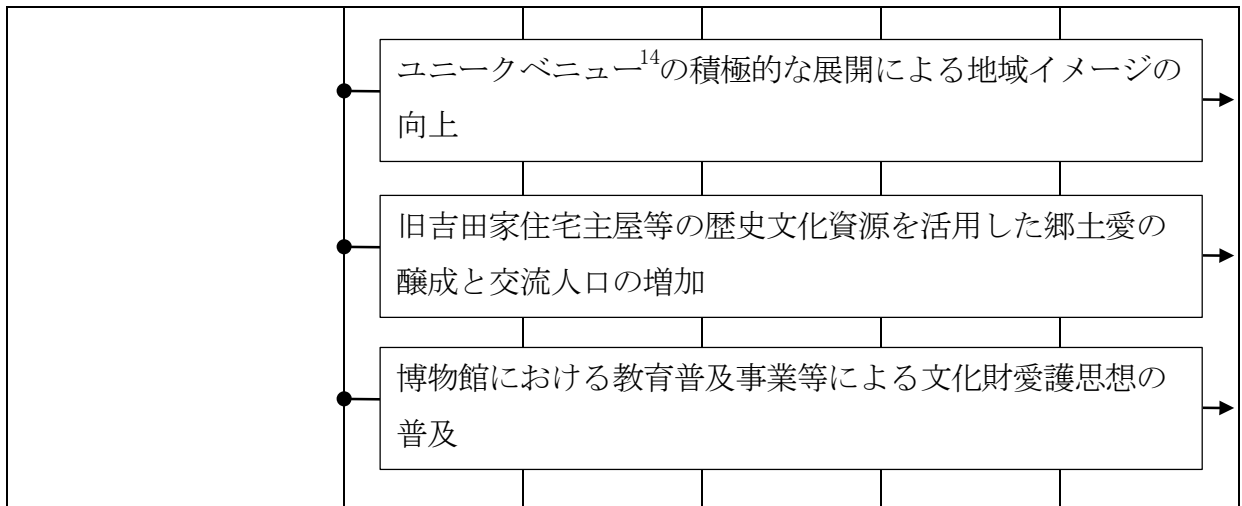 ユニークベニュー14の積極的な展開による地域イメージの
向上
旧吉田家住宅主屋等の歴史文化資源を活用した郷土愛の
醸成と交流人口の増加
博物館における教育普及事業等による文化財愛護思想の
普及